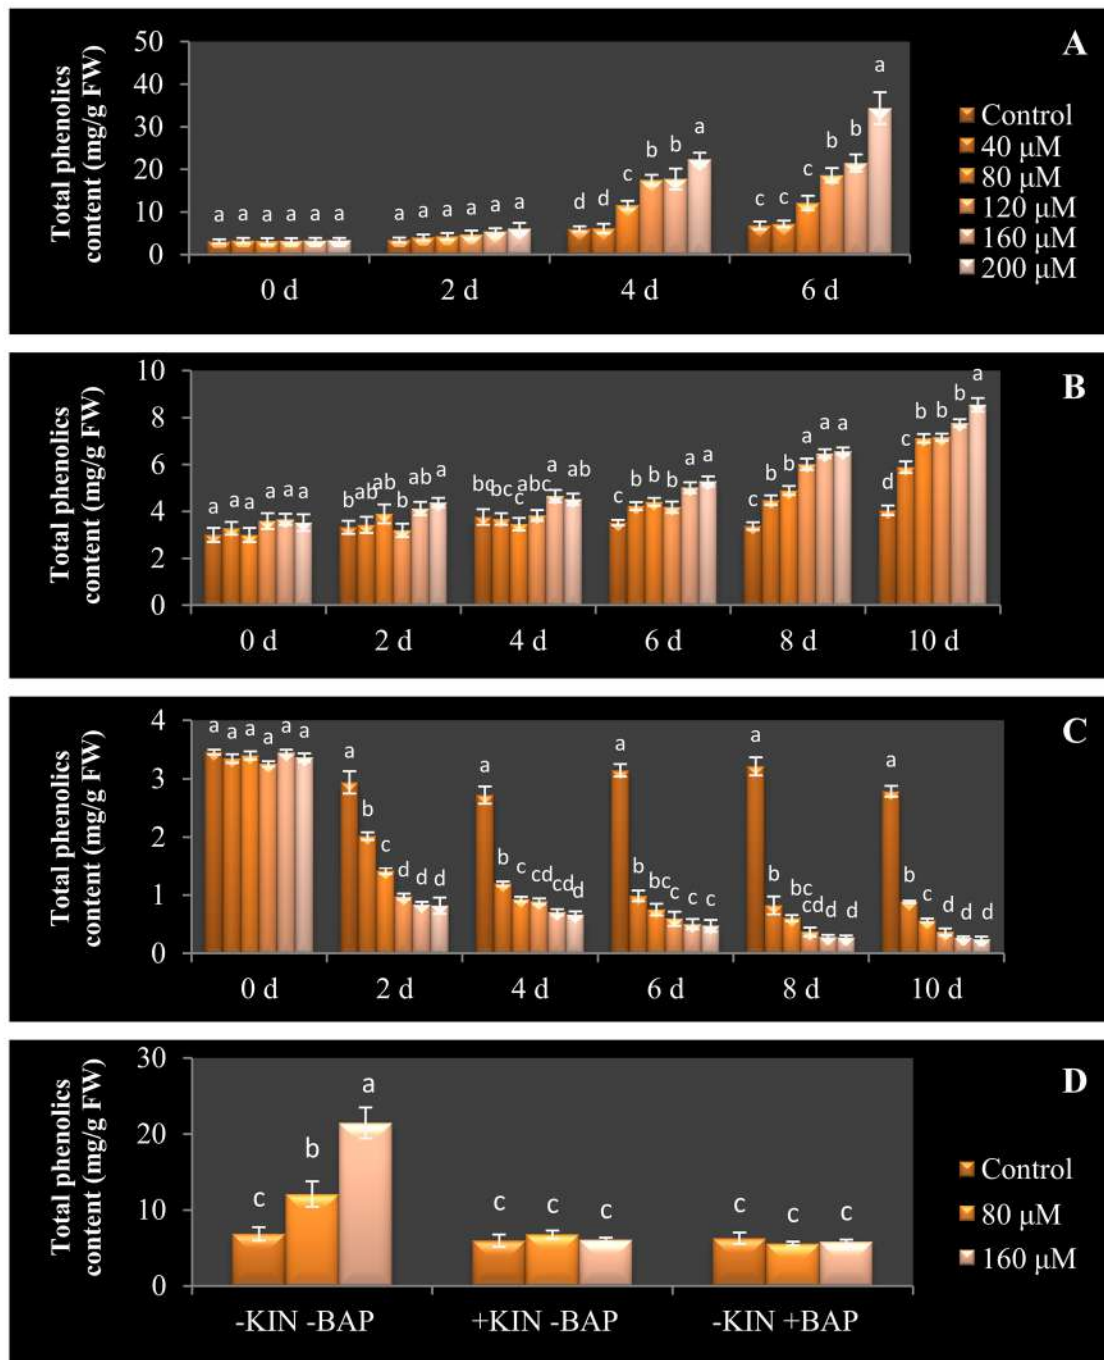 A
Total phenolics
content (mg/g FW)
50
40
30
20
10
0
a a a a a a
a a a a a a
d d c b b a
c c c b b a
0 d 2 d 4 d 6 d
Control
40 μM
80 μM
120 μM
160 μM
200 μM
B
Total phenolics
content (mg/g FW)
10
8
6
4
2
0
a a a a a a
b ab ab b ab a
bc bc c abc a ab
c b b b a a
c b b a a a
d c b b b a
0 d 2 d 4 d 6 d 8 d 10 d
C
Total phenolics
content (mg/g FW)
4
3
2
1
0
a a a a a a
a b c d d d
a b c cd cd d
a b bc c c c
a b bc cd d d
a b c d d d
0 d 2 d 4 d 6 d 8 d 10 d
D
Total phenolics
content (mg/g FW)
30
20
10
0
c b a
c c c
c c c
-KIN -BAP +KIN -BAP -KIN +BAP
Control
80 μM
160 μM